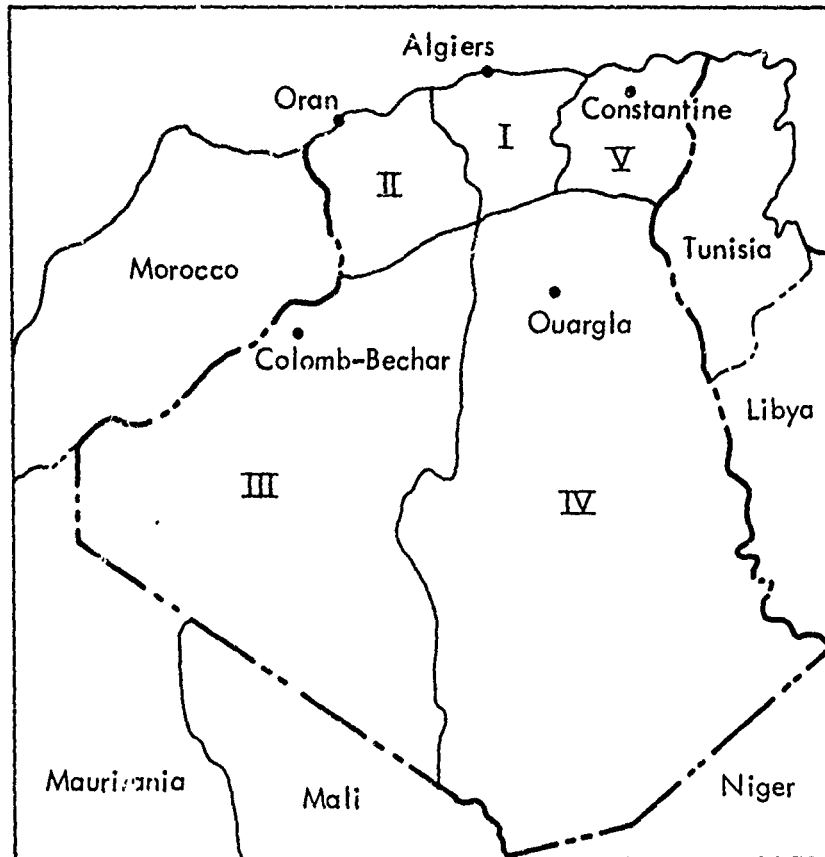 Algiers
Oran
Constantine
I
V
II
Tunisia
Morocco
Ouargla
Colomb-Bechar
Libya
III
IV
Niger
Mali